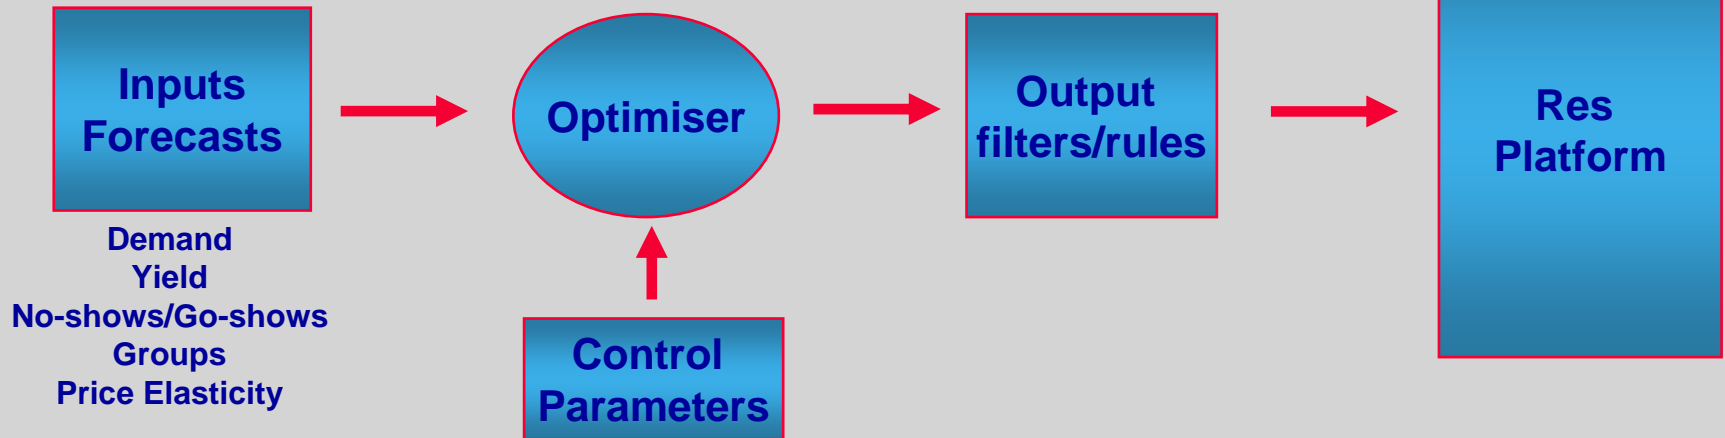 Inputs
Forecasts
Optimiser
Output
filters/rules
Res
Platform
Demand
Yield
No-shows/Go-shows
Groups
Price Elasticity
Control
Parameters